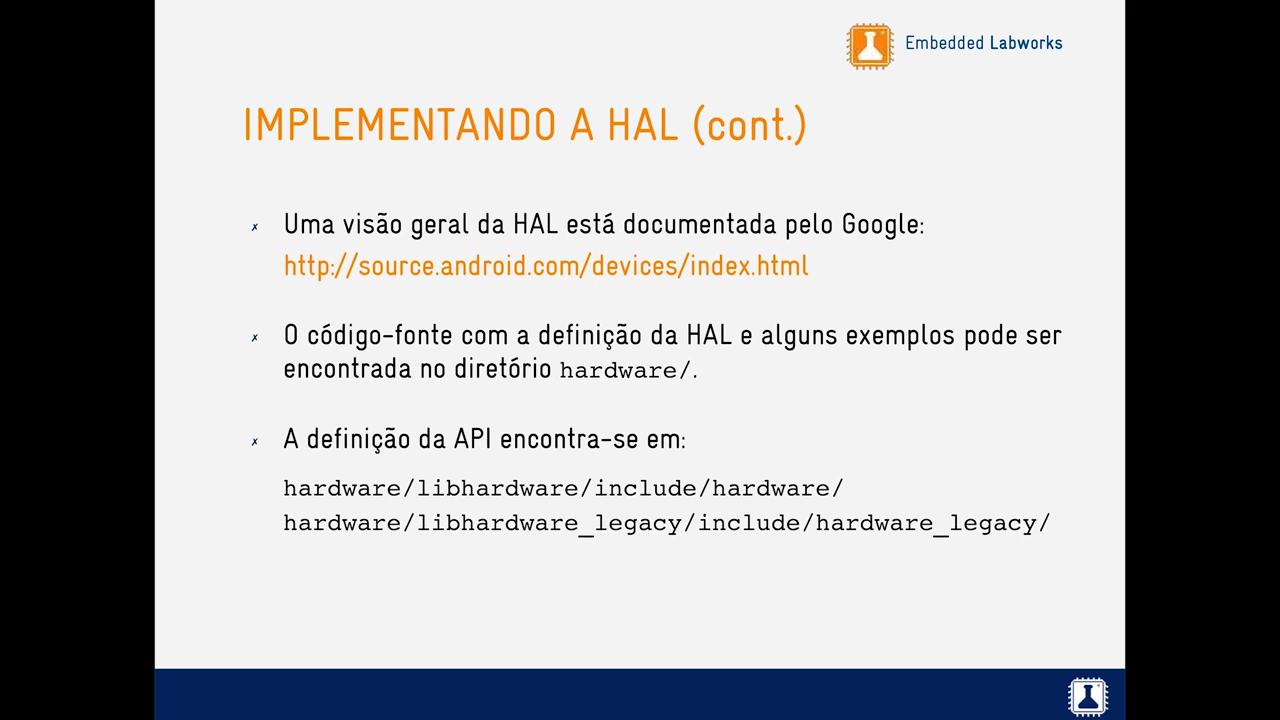 Embedded Labworks
IMPLEMENTANDO A HAL (cont.)
✗ Uma visão geral da HAL está documentada pelo Google:
http://source.android.com/devices/index.html
✗ O código-fonte com a definição da HAL e alguns exemplos pode ser
encontrada no diretório hardware/.
✗ A definição da API encontra-se em:
hardware/libhardware/include/hardware/
hardware/libhardware_legacy/include/hardware_legacy/